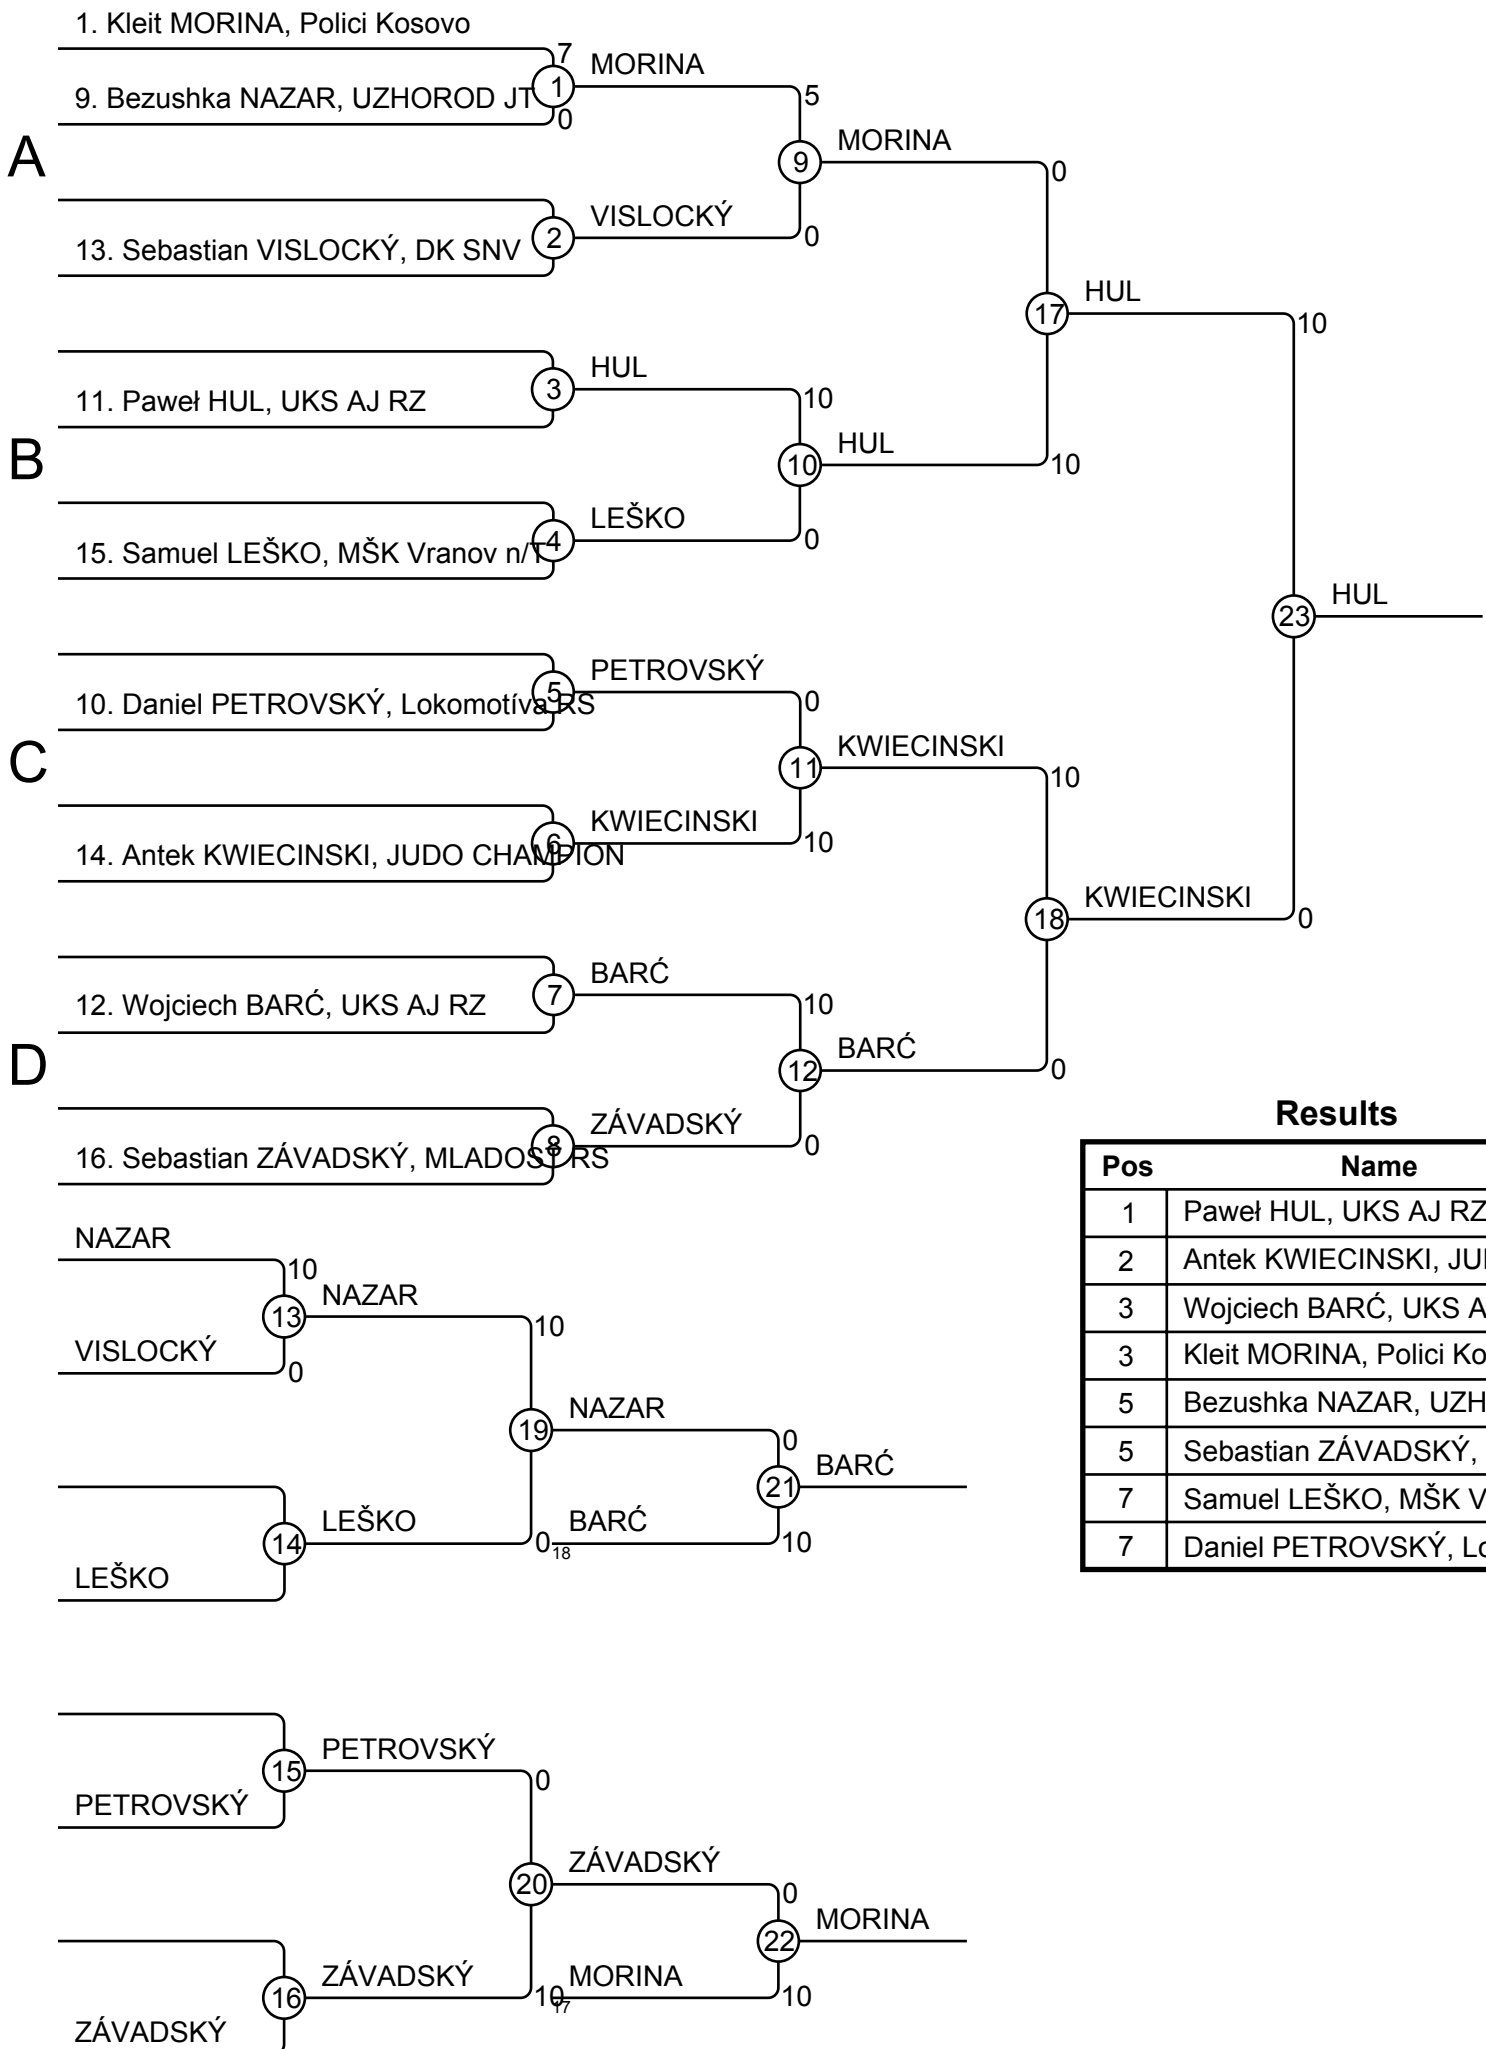 1. Kleit MORINA, Polici Kosovo
7
1
MORINA
9. Bezushka NAZAR, UZHOROD JT
0
5
A
9
MORINA
0
2
VISLOCKÝ
13. Sebastian VISLOCKÝ, DK SNV
0
17
HUL
10
3
HUL
11. Paweł HUL, UKS AJ RZ
10
B
10
HUL
10
4
LEŠKO
15. Samuel LEŠKO, MŠK Vranov n/T
0
23
HUL
5
PETROVSKÝ
10. Daniel PETROVSKÝ, Lokomotíva RS
0
C
11
KWIECINSKI
10
6
KWIECINSKI
14. Antek KWIECINSKI, JUDO CHAMPION
10
18
KWIECINSKI
0
7
BARĆ
12. Wojciech BARĆ, UKS AJ RZ
10
D
12
BARĆ
0
8
ZÁVADSKÝ
16. Sebastian ZÁVADSKÝ, MLADOSŤ RS
0
NAZAR
10
13
NAZAR
10
VISLOCKÝ
0
19
NAZAR
0
21
BARĆ
14
LEŠKO
0
18
BARĆ
10
LEŠKO
15
PETROVSKÝ
0
PETROVSKÝ
20
ZÁVADSKÝ
0
22
MORINA
16
ZÁVADSKÝ
10
17
MORINA
10
ZÁVADSKÝ
Results
Pos Name
1 Paweł HUL, UKS AJ RZ
2 Antek KWIECINSKI,
3 Wojciech BARĆ, UKS
3 Kleit MORINA, Polici
5 Bezushka NAZAR,
5 Sebastian ZÁVADSKÝ,
7 Samuel LEŠKO, MŠK
7 Daniel PETROVSKÝ,